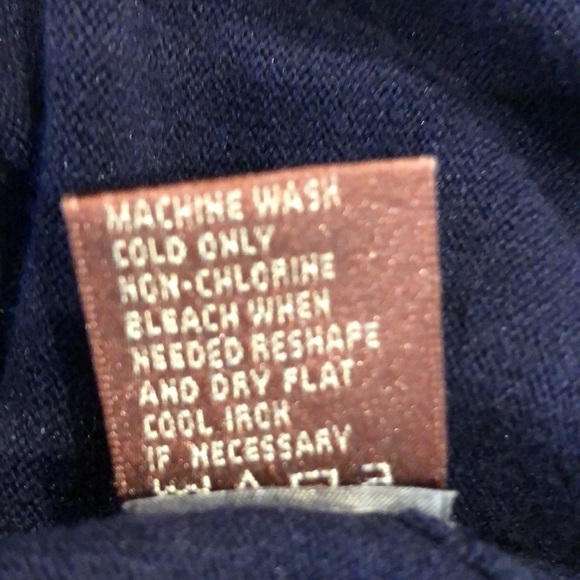 MACHINE WASH
COLD ONLY
NON-CHLORINE
BLEACH WHEN
NEEDED RESHAPE
AND DRY FLAT
COOL IRON
IF NECESSARY